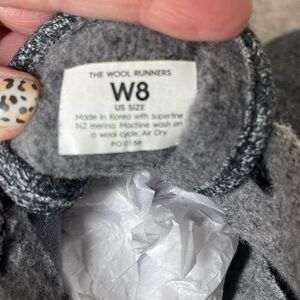 THE WOOL RUNNERS
W8
US SIZE
Made in Korea with superfine
NZ merino. Machine wash on
a wool cycle. Air Dry.
PO 0158